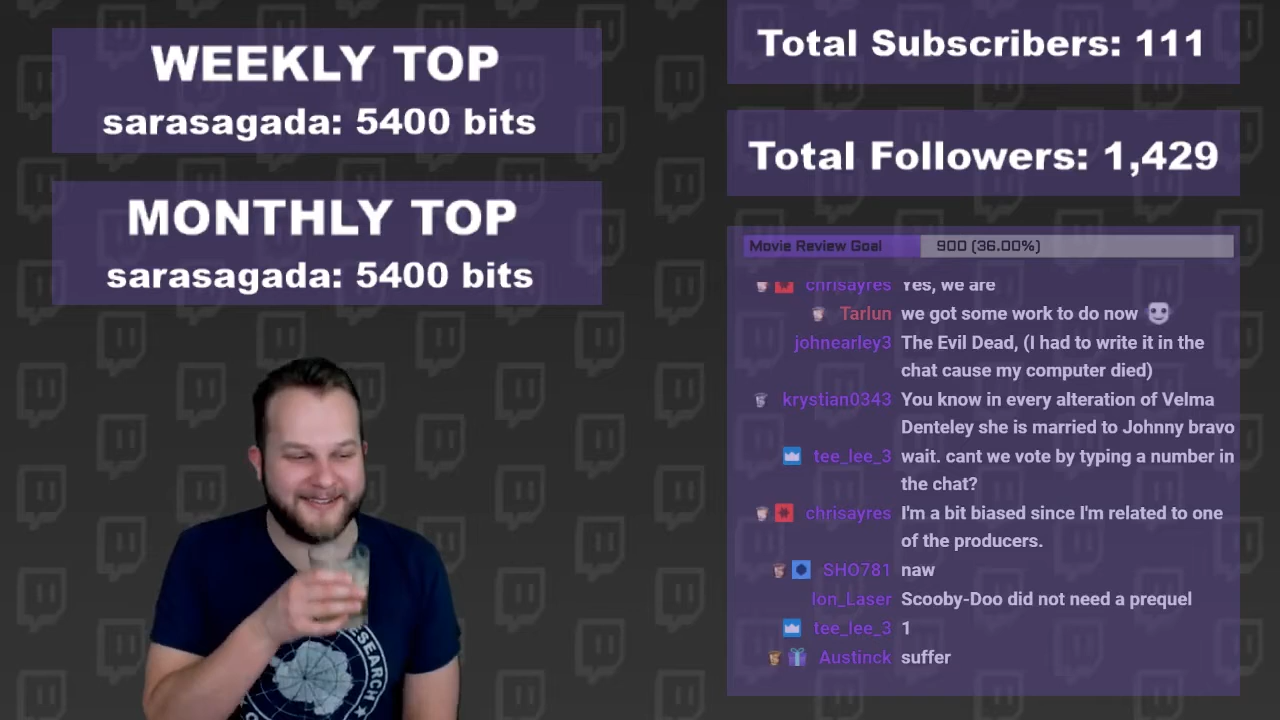 WEEKLY TOP
sarasagada: 5400 bits
MONTHLY TOP
sarasagada: 5400 bits
Total Subscribers: 111
Total Followers: 1,429
Movie Review Goal 900 (36.00%)
chrisayres Yes, we are
Tarlun we got some work to do now
johnearley3 The Evil Dead, (I had to write it in the
chat cause my computer died)
krystian0343 You know in every alteration of Velma
Denteley she is married to Johnny bravo
tee_lee_3 wait. cant we vote by typing a number in
the chat?
chrisayres I'm a bit biased since I'm related to one
of the producers.
SHO781 naw
Ion_Laser Scooby-Doo did not need a prequel
tee_lee_3 1
Austinck suffer
SEARCH